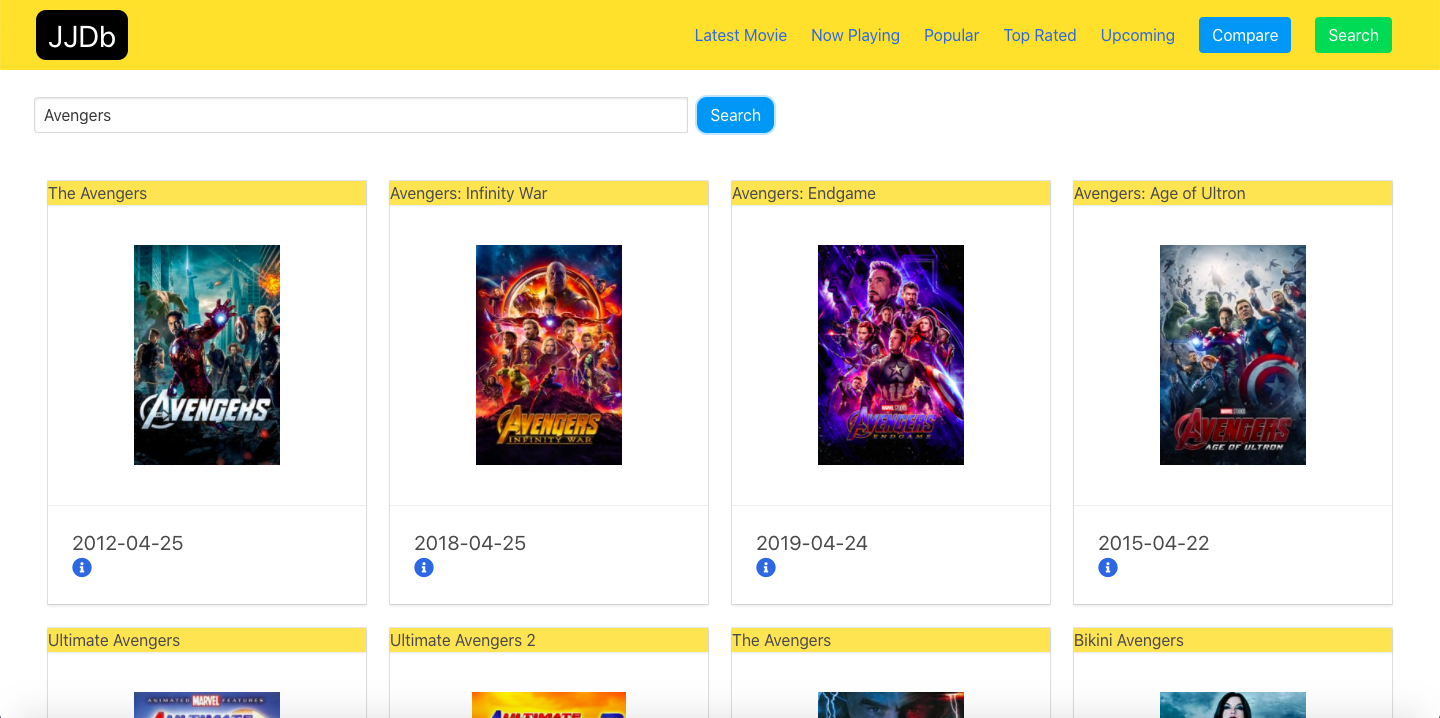 JJDb
Latest Movie Now Playing Popular Top Rated Upcoming Compare Search
Avengers Search
The Avengers Avengers: Infinity War Avengers: Endgame Avengers: Age of Ultron
AVENGERS AVENGERS INFINITY WAR MARVEL STUDIOS AVENGERS ENDGAME MARVEL STUDIOS AVENGERS AGE OF ULTRON
2012-04-25 2018-04-25 2019-04-24 2015-04-22
Ultimate Avengers Ultimate Avengers 2 The Avengers Bikini Avengers
ANIMATED MARVEL FEATURES
ULTIMATE ULTIMATE